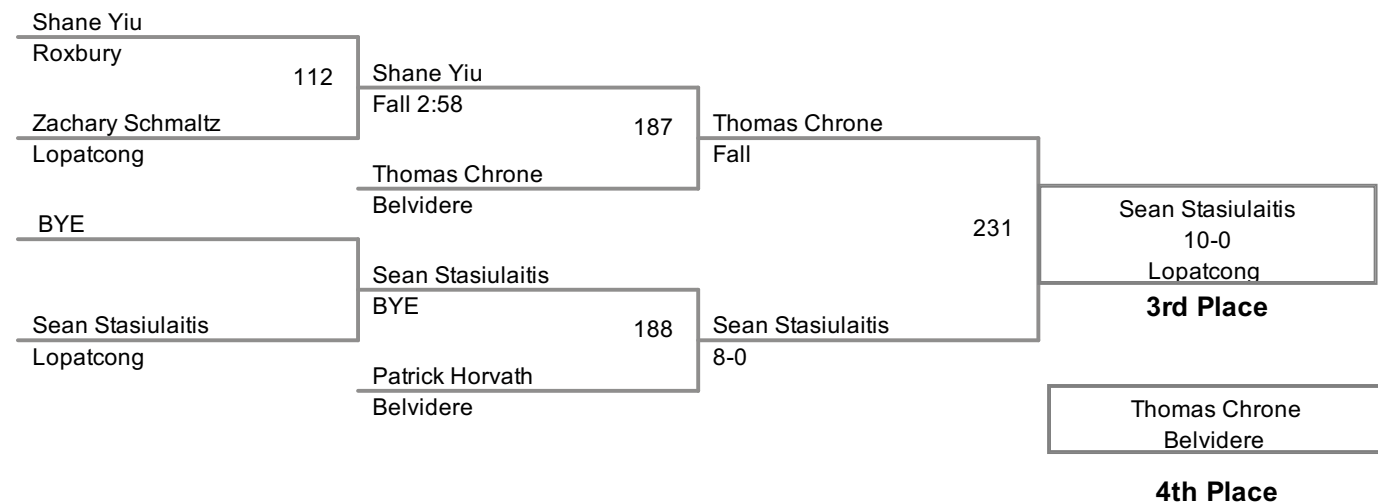 Shane Yiu
Roxbury
112
Shane Yiu
Fall 2:58
Zachary Schmaltz
Lopatcong
187
Thomas Chrone
Fall
Thomas Chrone
Belvidere
BYE
231
Sean Stasiulaitis
10-0
Lopatcong
3rd Place
Sean Stasiulaitis
BYE
Sean Stasiulaitis
Lopatcong
188
Sean Stasiulaitis
8-0
Patrick Horvath
Belvidere
Thomas Chrone
Belvidere
4th Place